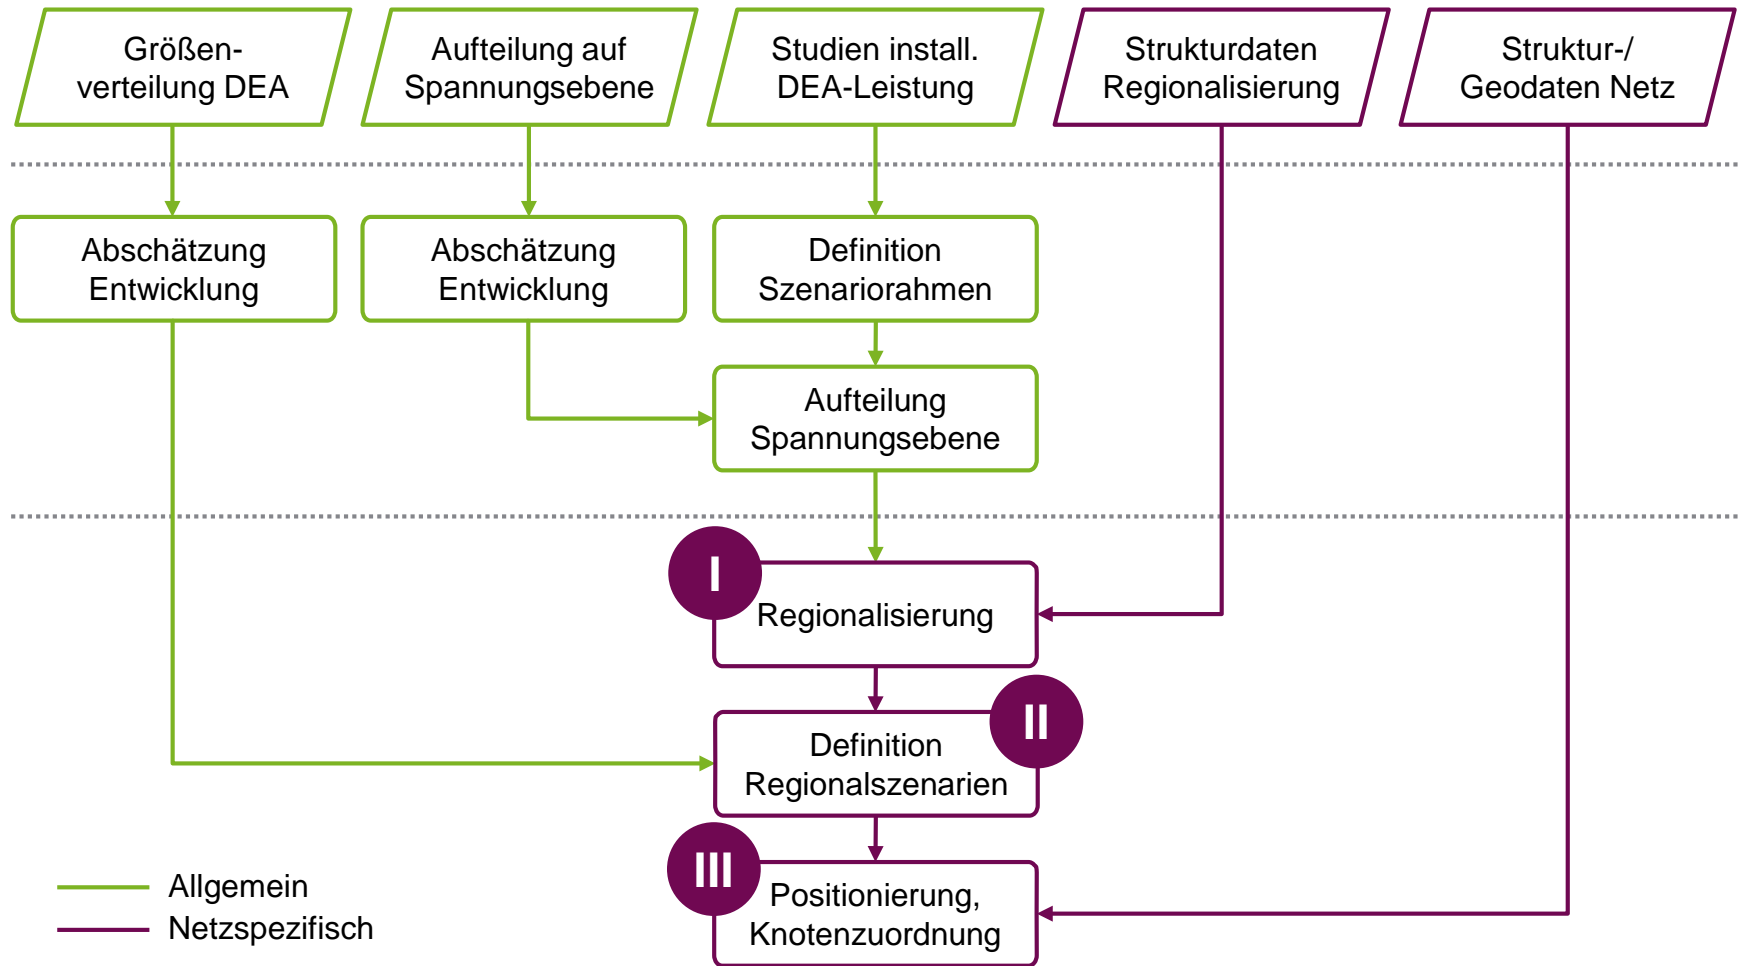 Größen-
verteilung DEA
Aufteilung auf
Spannungsebene
Studien install.
DEA-Leistung
Strukturdaten
Regionalisierung
Struktur-/
Geodaten Netz
Abschätzung
Entwicklung
Abschätzung
Entwicklung
Definition
Szenariorahmen
Aufteilung
Spannungsebene
I
Regionalisierung
II
Definition
Regionalszenarien
III
Positionierung,
Knotenzuordnung
Allgemein
Netzspezifisch